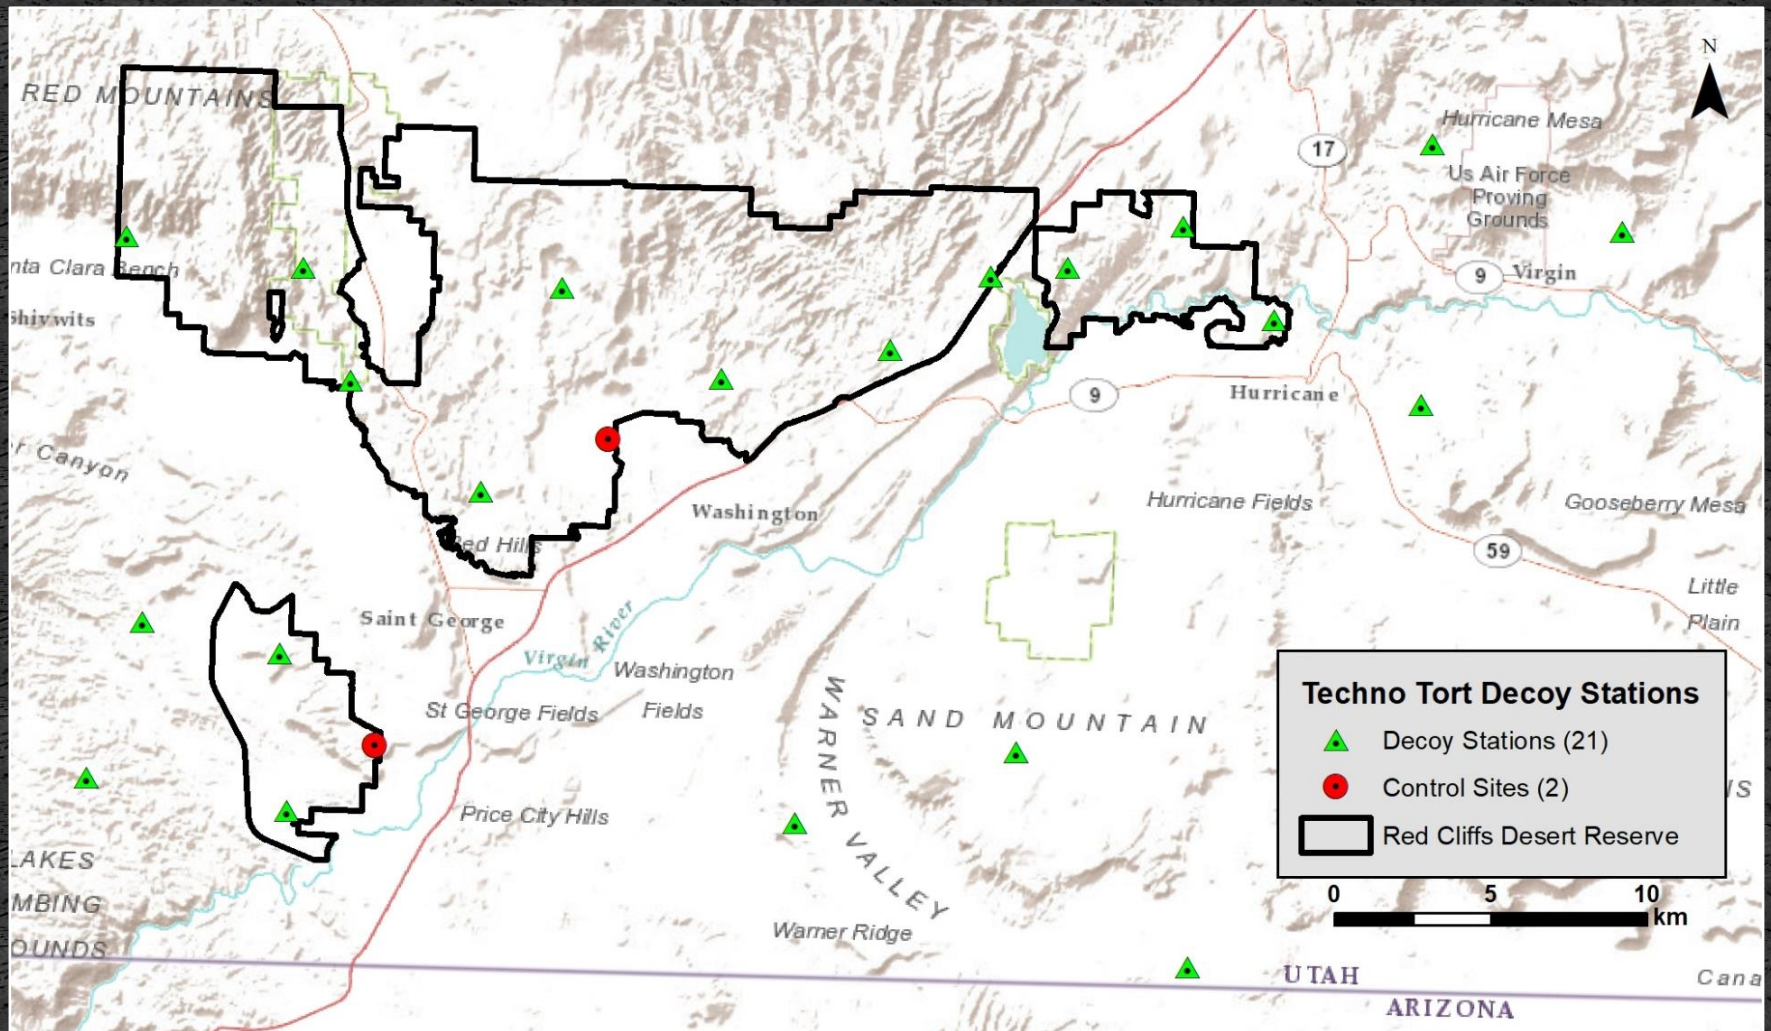 N
RED MOUNTAINS
Hurricane Mesa
17
Us Air Force
Proving
Grounds
nta Clara Bench
9
Virgin
Shivwits
9
Hurricane
r Canyon
Washington
Hurricane Fields
Gooseberry Mesa
Red Hills
59
Little
Plain
Saint George
Virgin River
Washington
Fields
St George Fields
WARNER VALLEY
SAND MOUNTAIN
Techno Tort Decoy Stations
Decoy Stations (21)
Control Sites (2)
Red Cliffs Desert Reserve
NS
Price City Hills
LAKES
MBING
OUNDS
0 5 10
km
Warner Ridge
UTAH
ARIZONA
Cana